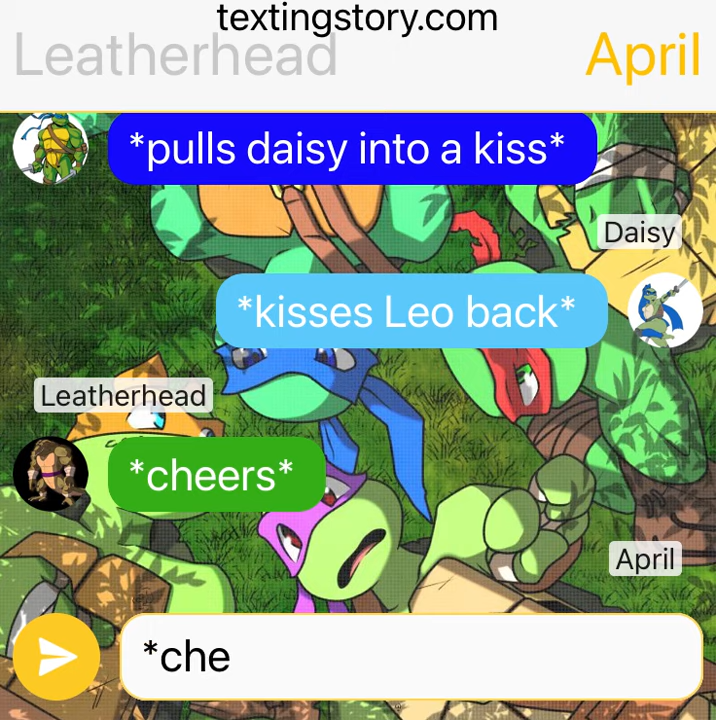 textingstory.com
Leatherhead
April
*pulls daisy into a kiss*
Daisy
*kisses Leo back*
Leatherhead
*cheers*
April
*che